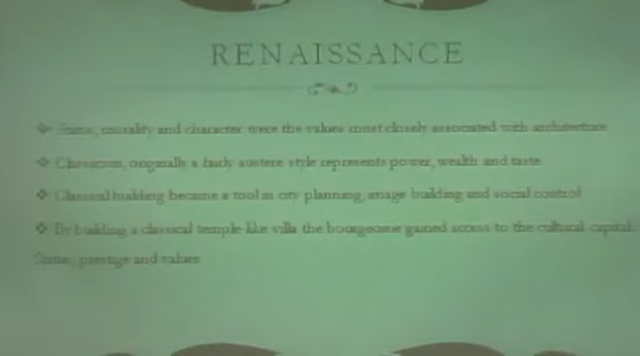 RENAISSANCE
Status, morality and character were the values most closely associated with architecture
Classicism, originally a fairly austere style represents power, wealth and taste
Classical building became a tool in city planning, image building and social control
By building a classical temple-like villa the bourgeoisie gained access to the cultural capital.
Status, prestige and values